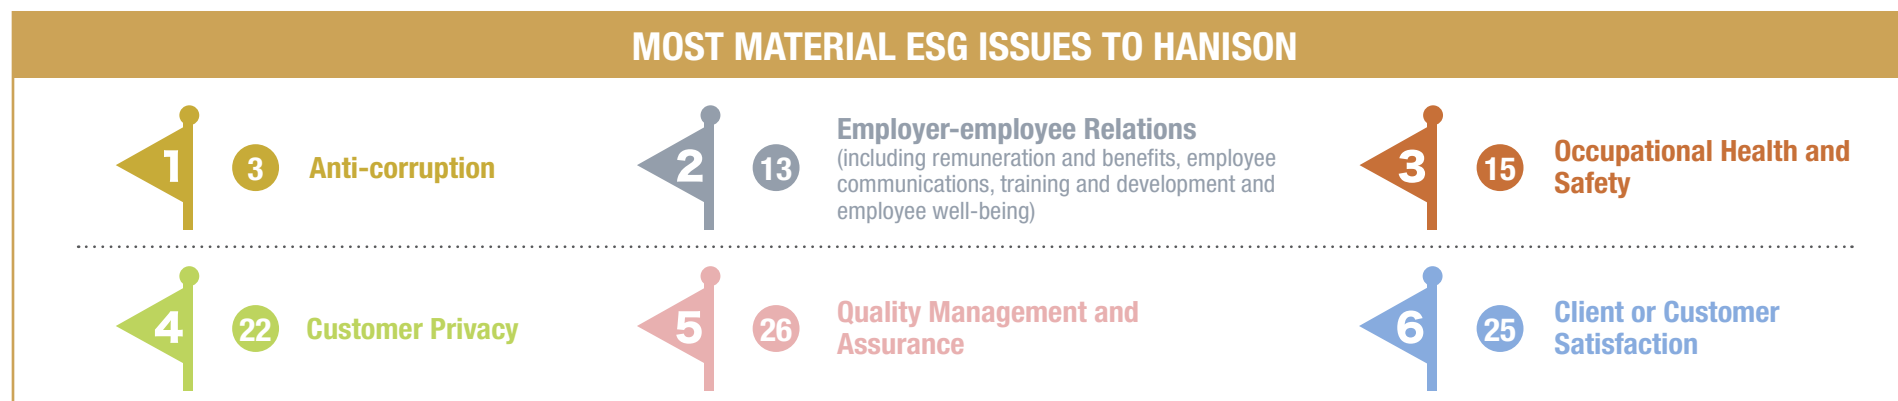 MOST MATERIAL ESG ISSUES TO HANISON
1
3
Anti-corruption
2
13
Employer-employee Relations
(including remuneration and benefits, employee
communications, training and development and
employee well-being)
3
15
Occupational Health and
Safety
4
22
Customer Privacy
5
26
Quality Management and
Assurance
6
25
Client or Customer
Satisfaction